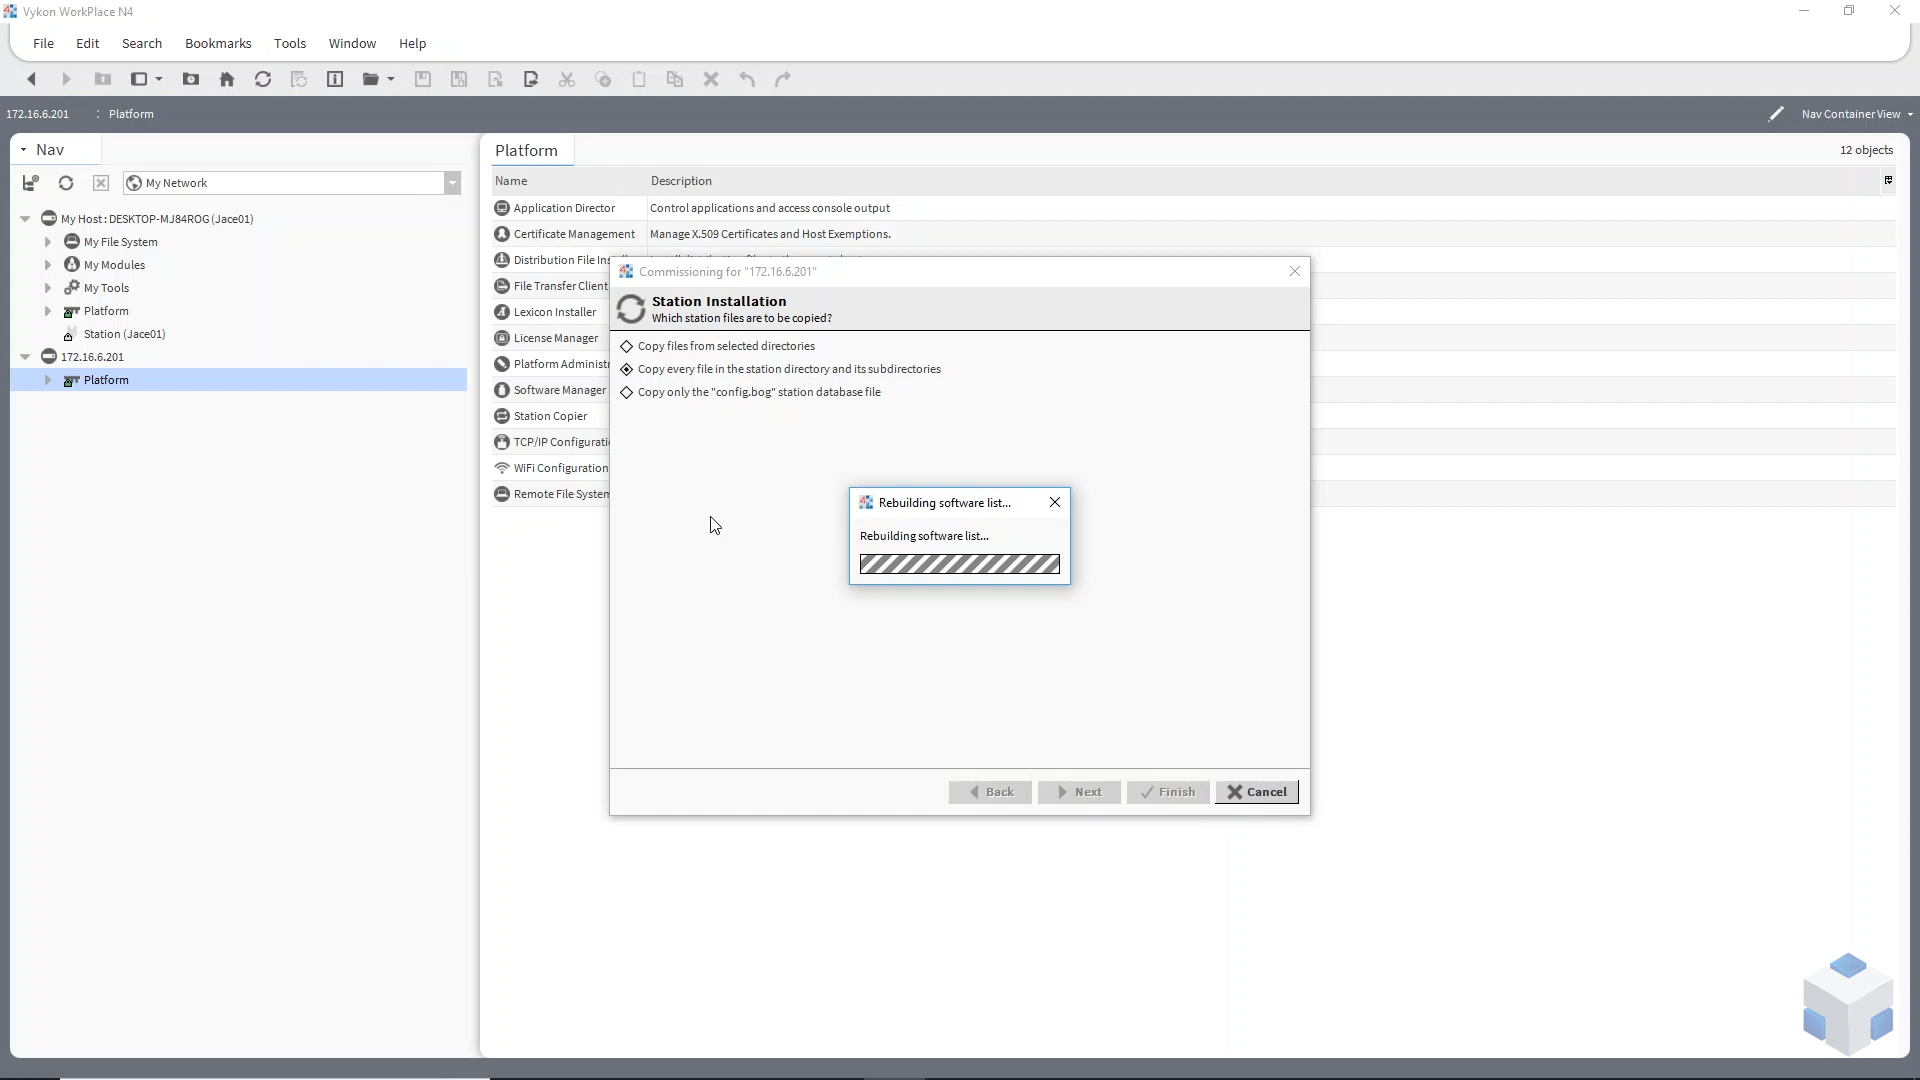 Vykon WorkPlace N4
File Edit Search Bookmarks Tools Window Help
172.16.6.201 : Platform
Nav Container View
Nav
My Network
My Host : DESKTOP-MJ84ROG (Jace01)
My File System
My Modules
My Tools
Platform
Station (Jace01)
172.16.6.201
Platform
Platform
12 objects
Name Description
Application Director Control applications and access console output
Certificate Management Manage X.509 Certificates and Host Exemptions.
Distribution File Ins
File Transfer Client
Lexicon Installer
License Manager
Platform Administr
Software Manager
Station Copier
TCP/IP Configurati
WiFi Configuration
Remote File System
Commissioning for "172.16.6.201"
Station Installation
Which station files are to be copied?
Copy files from selected directories
Copy every file in the station directory and its subdirectories
Copy only the "config.bog" station database file
Rebuilding software list...
Rebuilding software list...
Back Next Finish Cancel